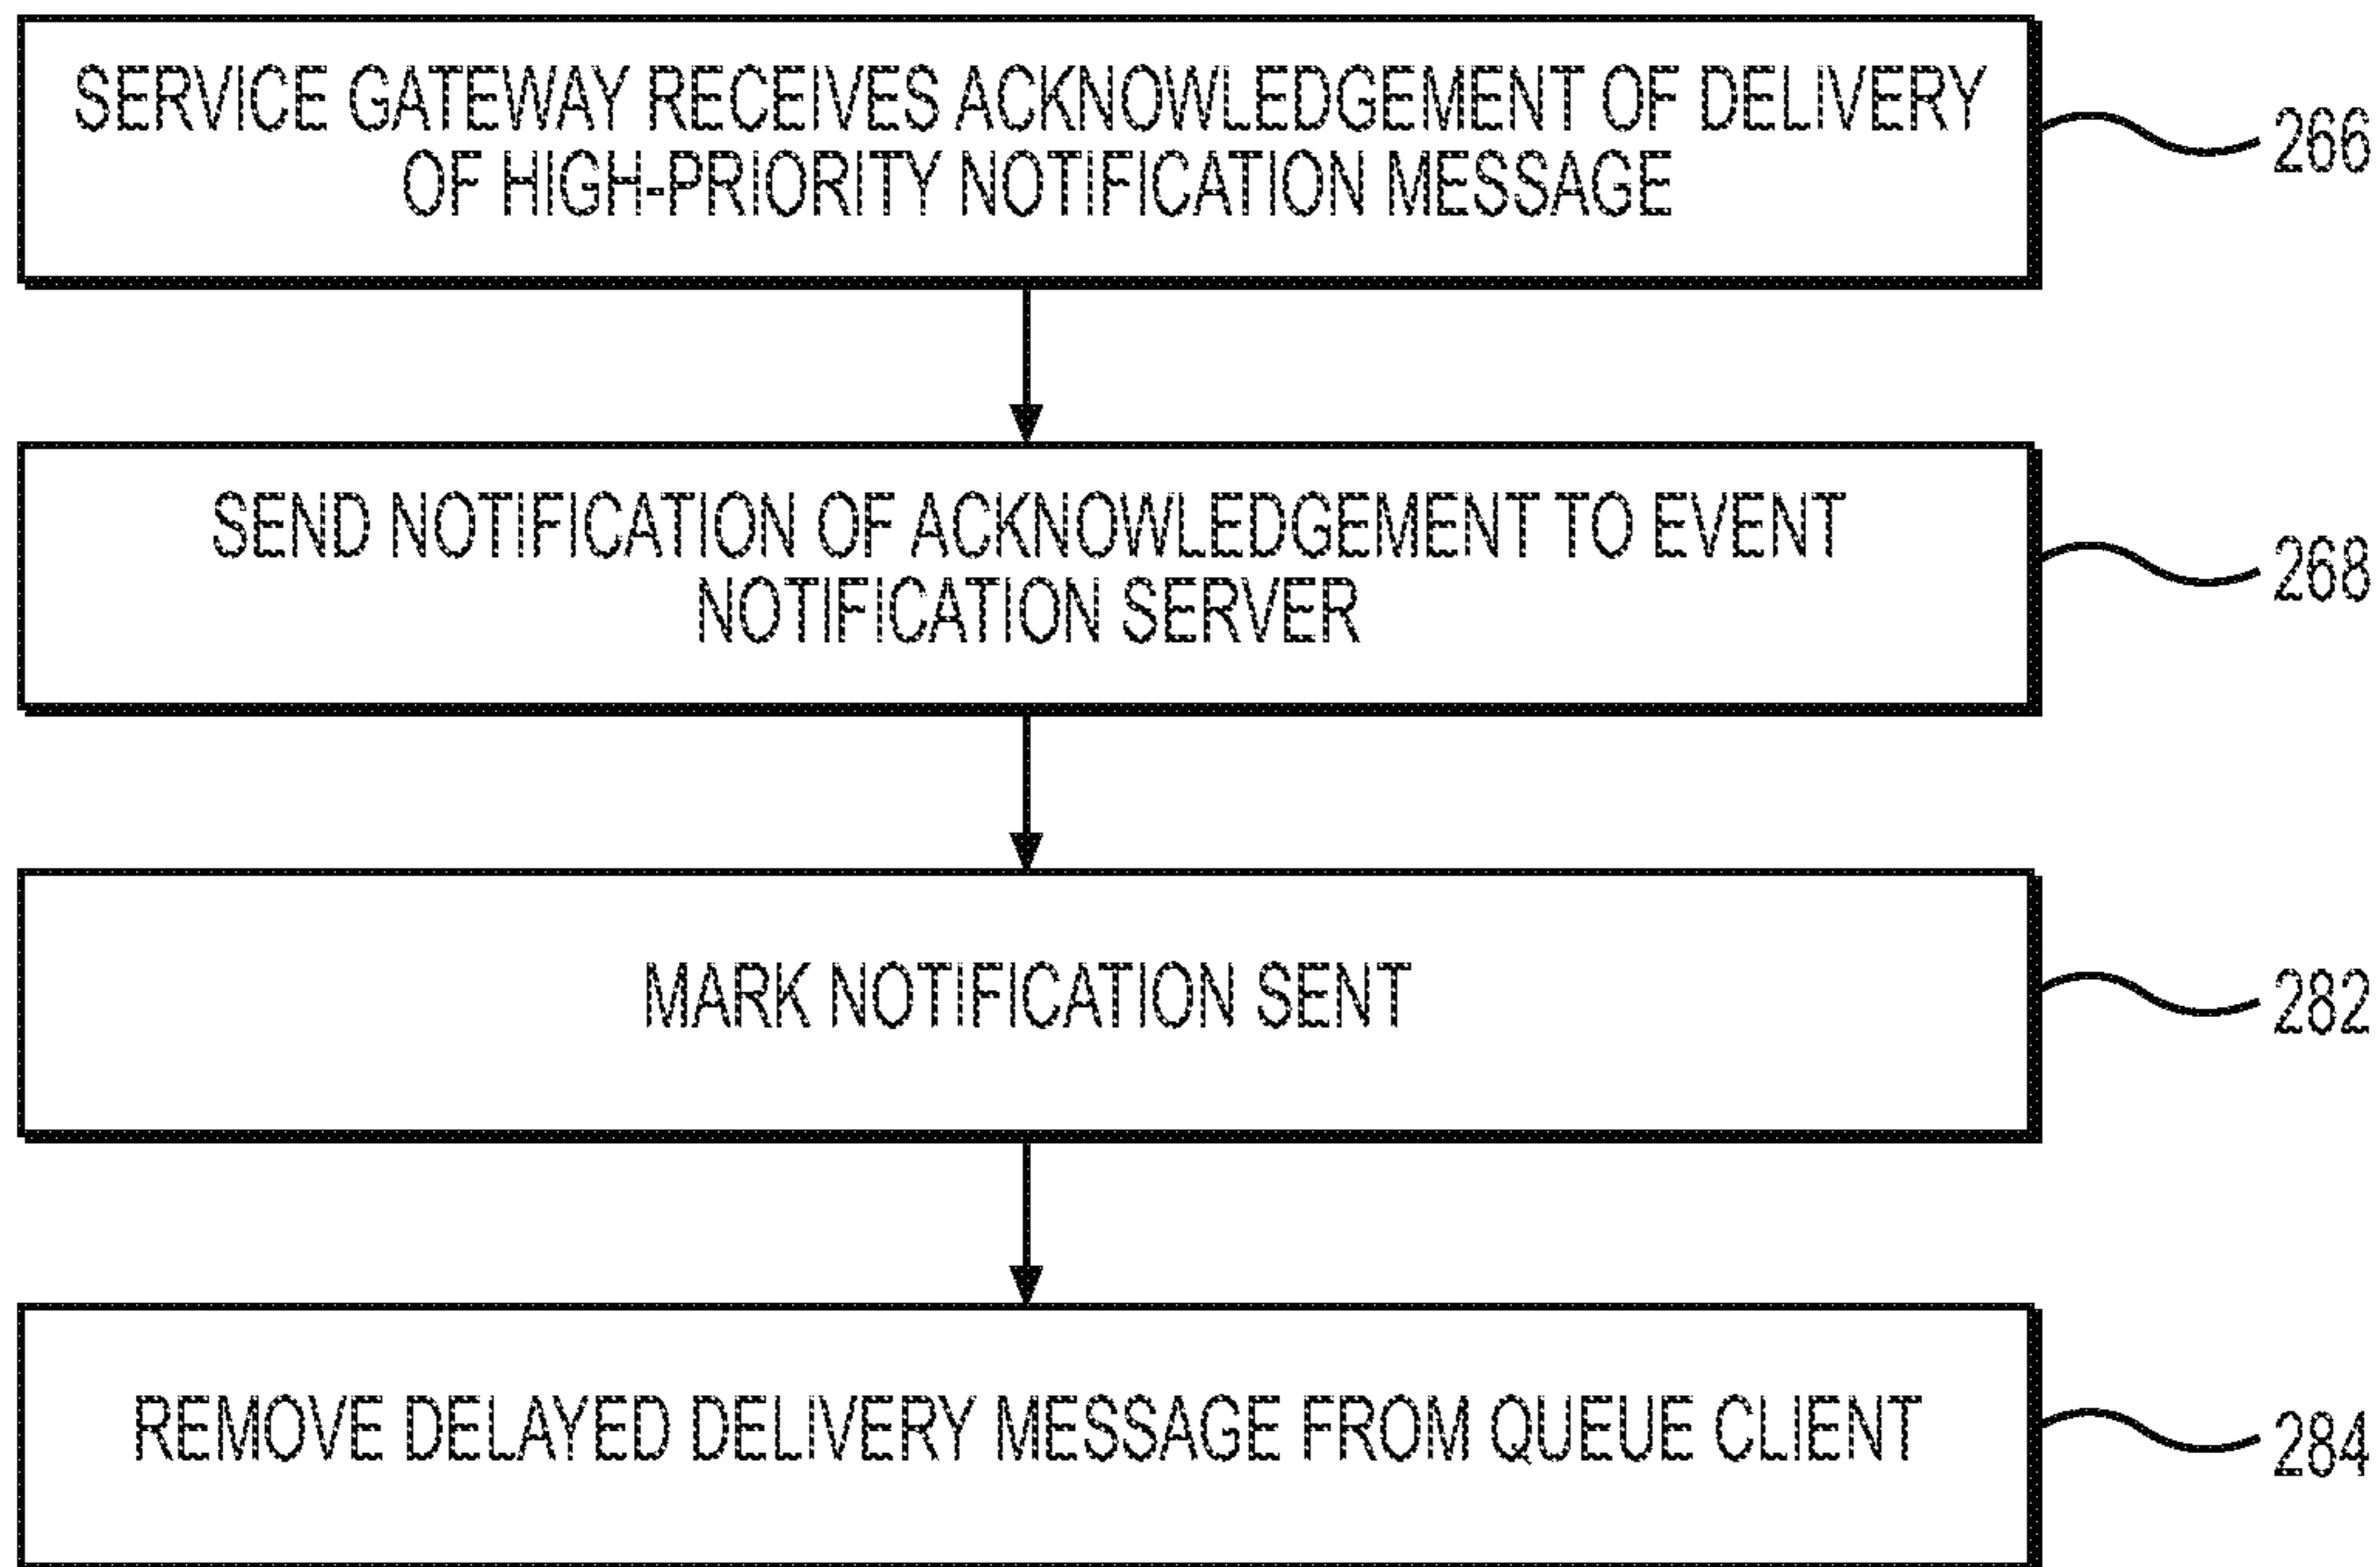 SERVICE GATEWAY RECEIVES ACKNOWLEDGEMENT OF DELIVERY
OF HIGH-PRIORITY NOTIFICATION MESSAGE
266
SEND NOTIFICATION OF ACKNOWLEDGEMENT TO EVENT
NOTIFICATION SERVER
268
MARK NOTIFICATION SENT
282
REMOVE DELAYED DELIVERY MESSAGE FROM QUEUE CLIENT
284